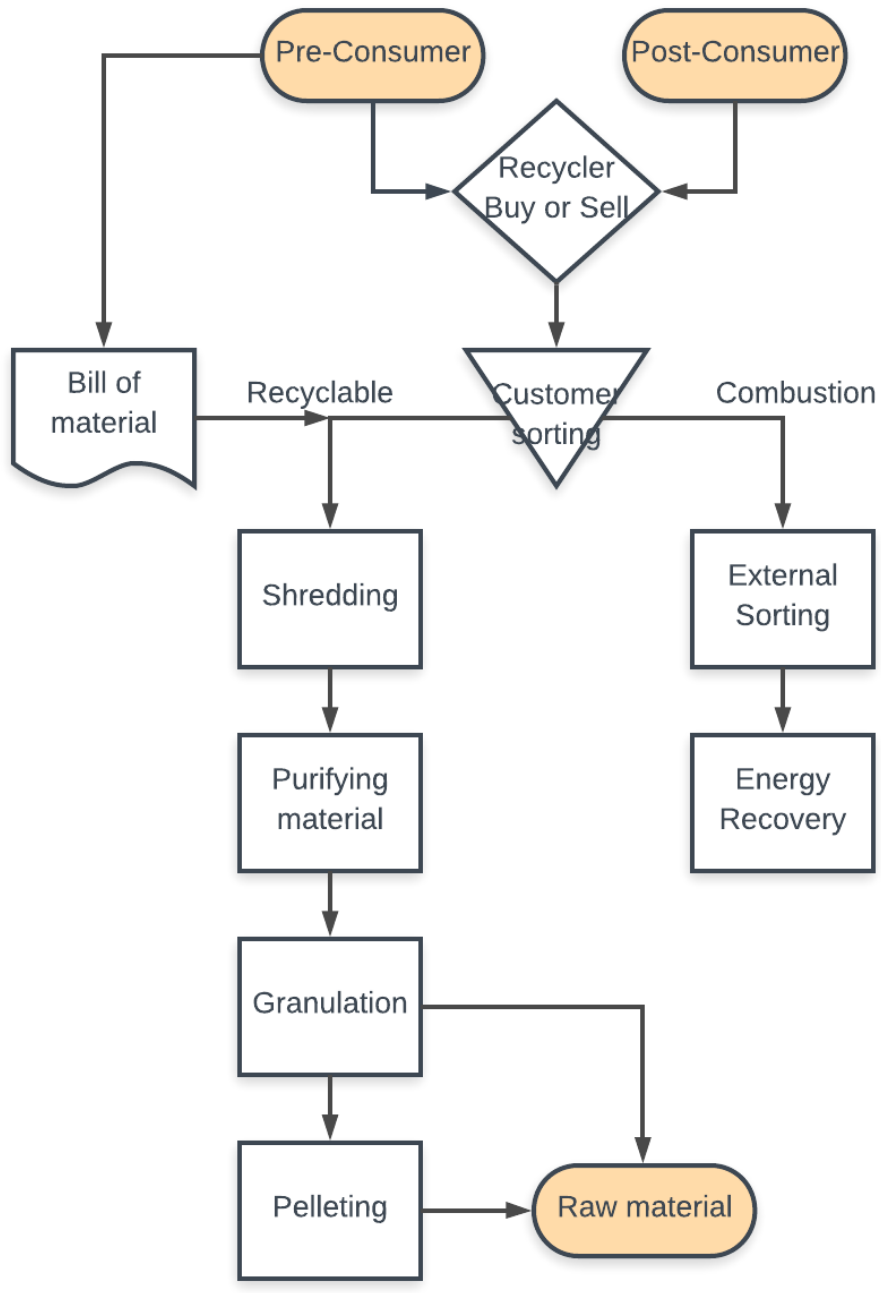 Pre-Consumer
Post-Consumer
Recycler
Buy or Sell
Bill of
material
Recyclable
Customer
sorting
Combustion
Shredding
External
Sorting
Purifying
material
Energy
Recovery
Granulation
Pelleting
Raw material